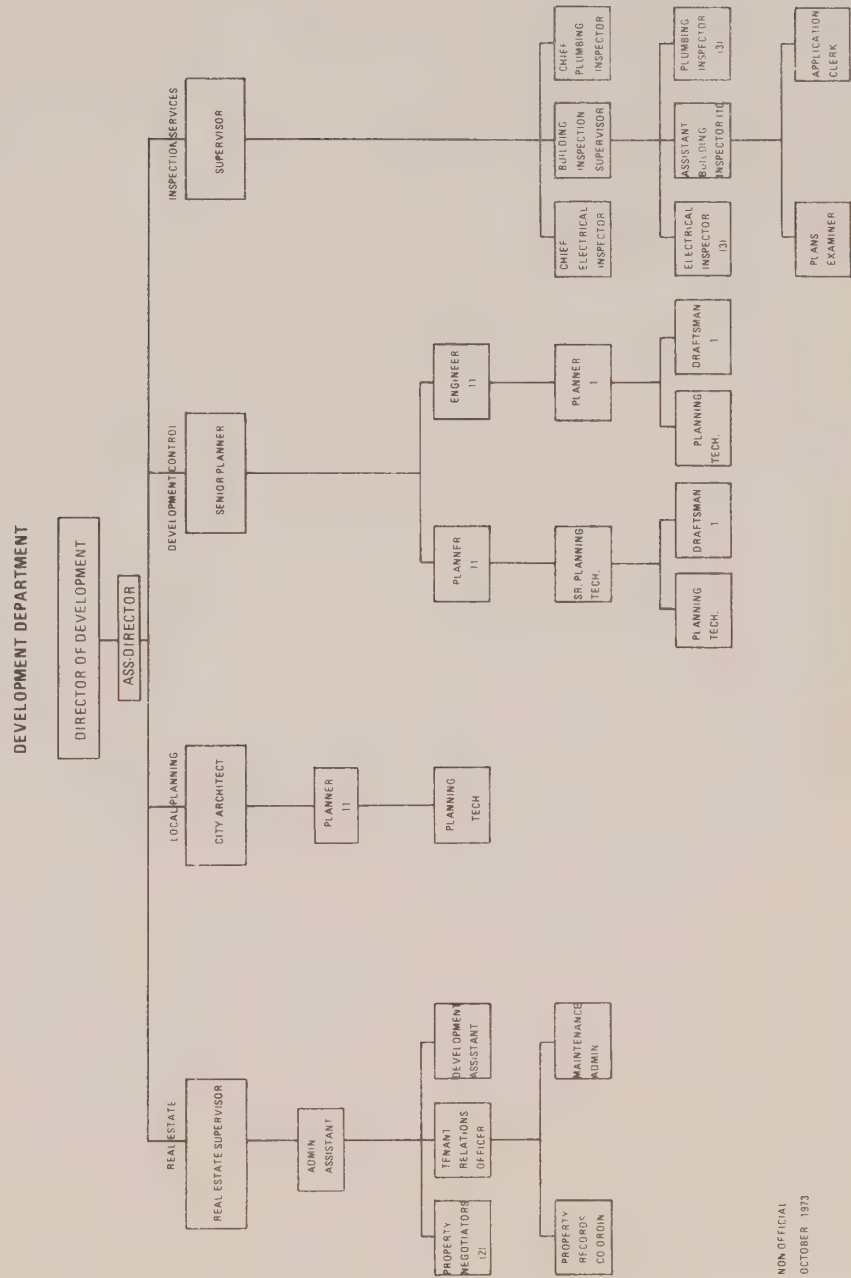 DEVELOPMENT DEPARTMENT
DIRECTOR OF DEVELOPMENT
ASS-DIRECTOR
REAL ESTATE
REAL ESTATE SUPERVISOR
ADMIN
ASSISTANT
PROPERTY
NEGOTIATORS
(2)
TENANT
RELATIONS
OFFICER
DEVELOPMENT
ASSISTANT
PROPERTY
RECORDS
CO ORDIN
MAINTENANCE
ADMIN
LOCAL PLANNING
CITY ARCHITECT
PLANNER
11
PLANNING
TECH
DEVELOPMENT CONTROL
SENIOR PLANNER
PLANNER
11
ENGINEER
11
SR. PLANNING
TECH.
PLANNER
1
PLANNING
TECH.
DRAFTSMAN
1
PLANNING
TECH.
DRAFTSMAN
1
INSPECTION SERVICES
SUPERVISOR
CHIEF
ELECTRICAL
INSPECTOR
BUILDING
INSPECTION
SUPERVISOR
CHIEF
PLUMBING
INSPECTOR
ELECTRICAL
INSPECTOR
(3)
ASSISTANT
BUILDING
INSPECTOR (10
PLUMBING
INSPECTOR
(3)
PLANS
EXAMINER
APPLICATION
CLERK
NON OFFICIAL
OCTOBER 1973